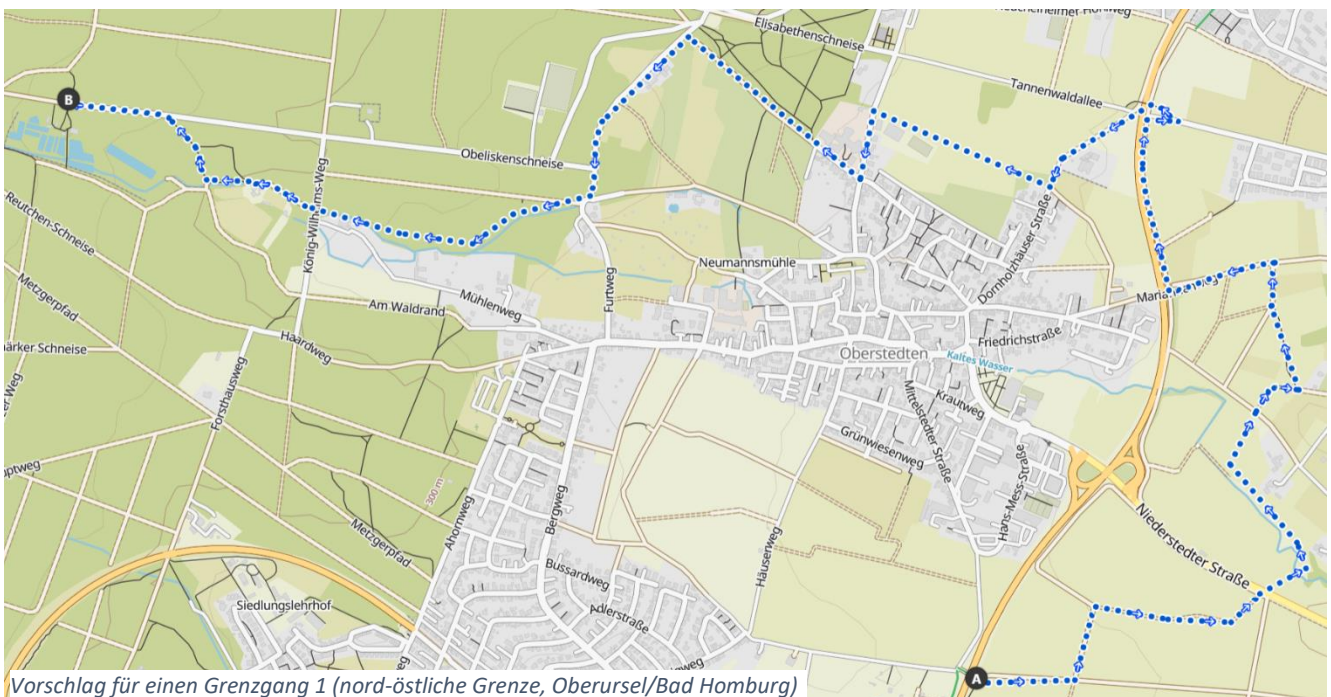 Elisabethenschneise
Tannenwaldallee
B
Obeliskenschneise
König-Wilhelms-Weg
Reutchen-Schneise
Dornholzhäuser Straße
Neumannsmühle
Metzgerpfad
Mühlenweg
Furtweg
Am Waldrand
Haardweg
Friedrichstraße
Oberstedten
Kaltes Wasser
Forsthausweg
Krautweg
Mittelstedter Straße
Grünwiesenweg
Hans-Mess-Straße
300 m
Ahornweg
Bergweg
Metzgerpfad
Häuserweg
Niederstedter Straße
Bussardweg
Adlerstraße
Siedlungslehrhof
A
Vorschlag für einen Grenzgang 1 (nord-östliche Grenze, Oberursel/Bad Homburg)